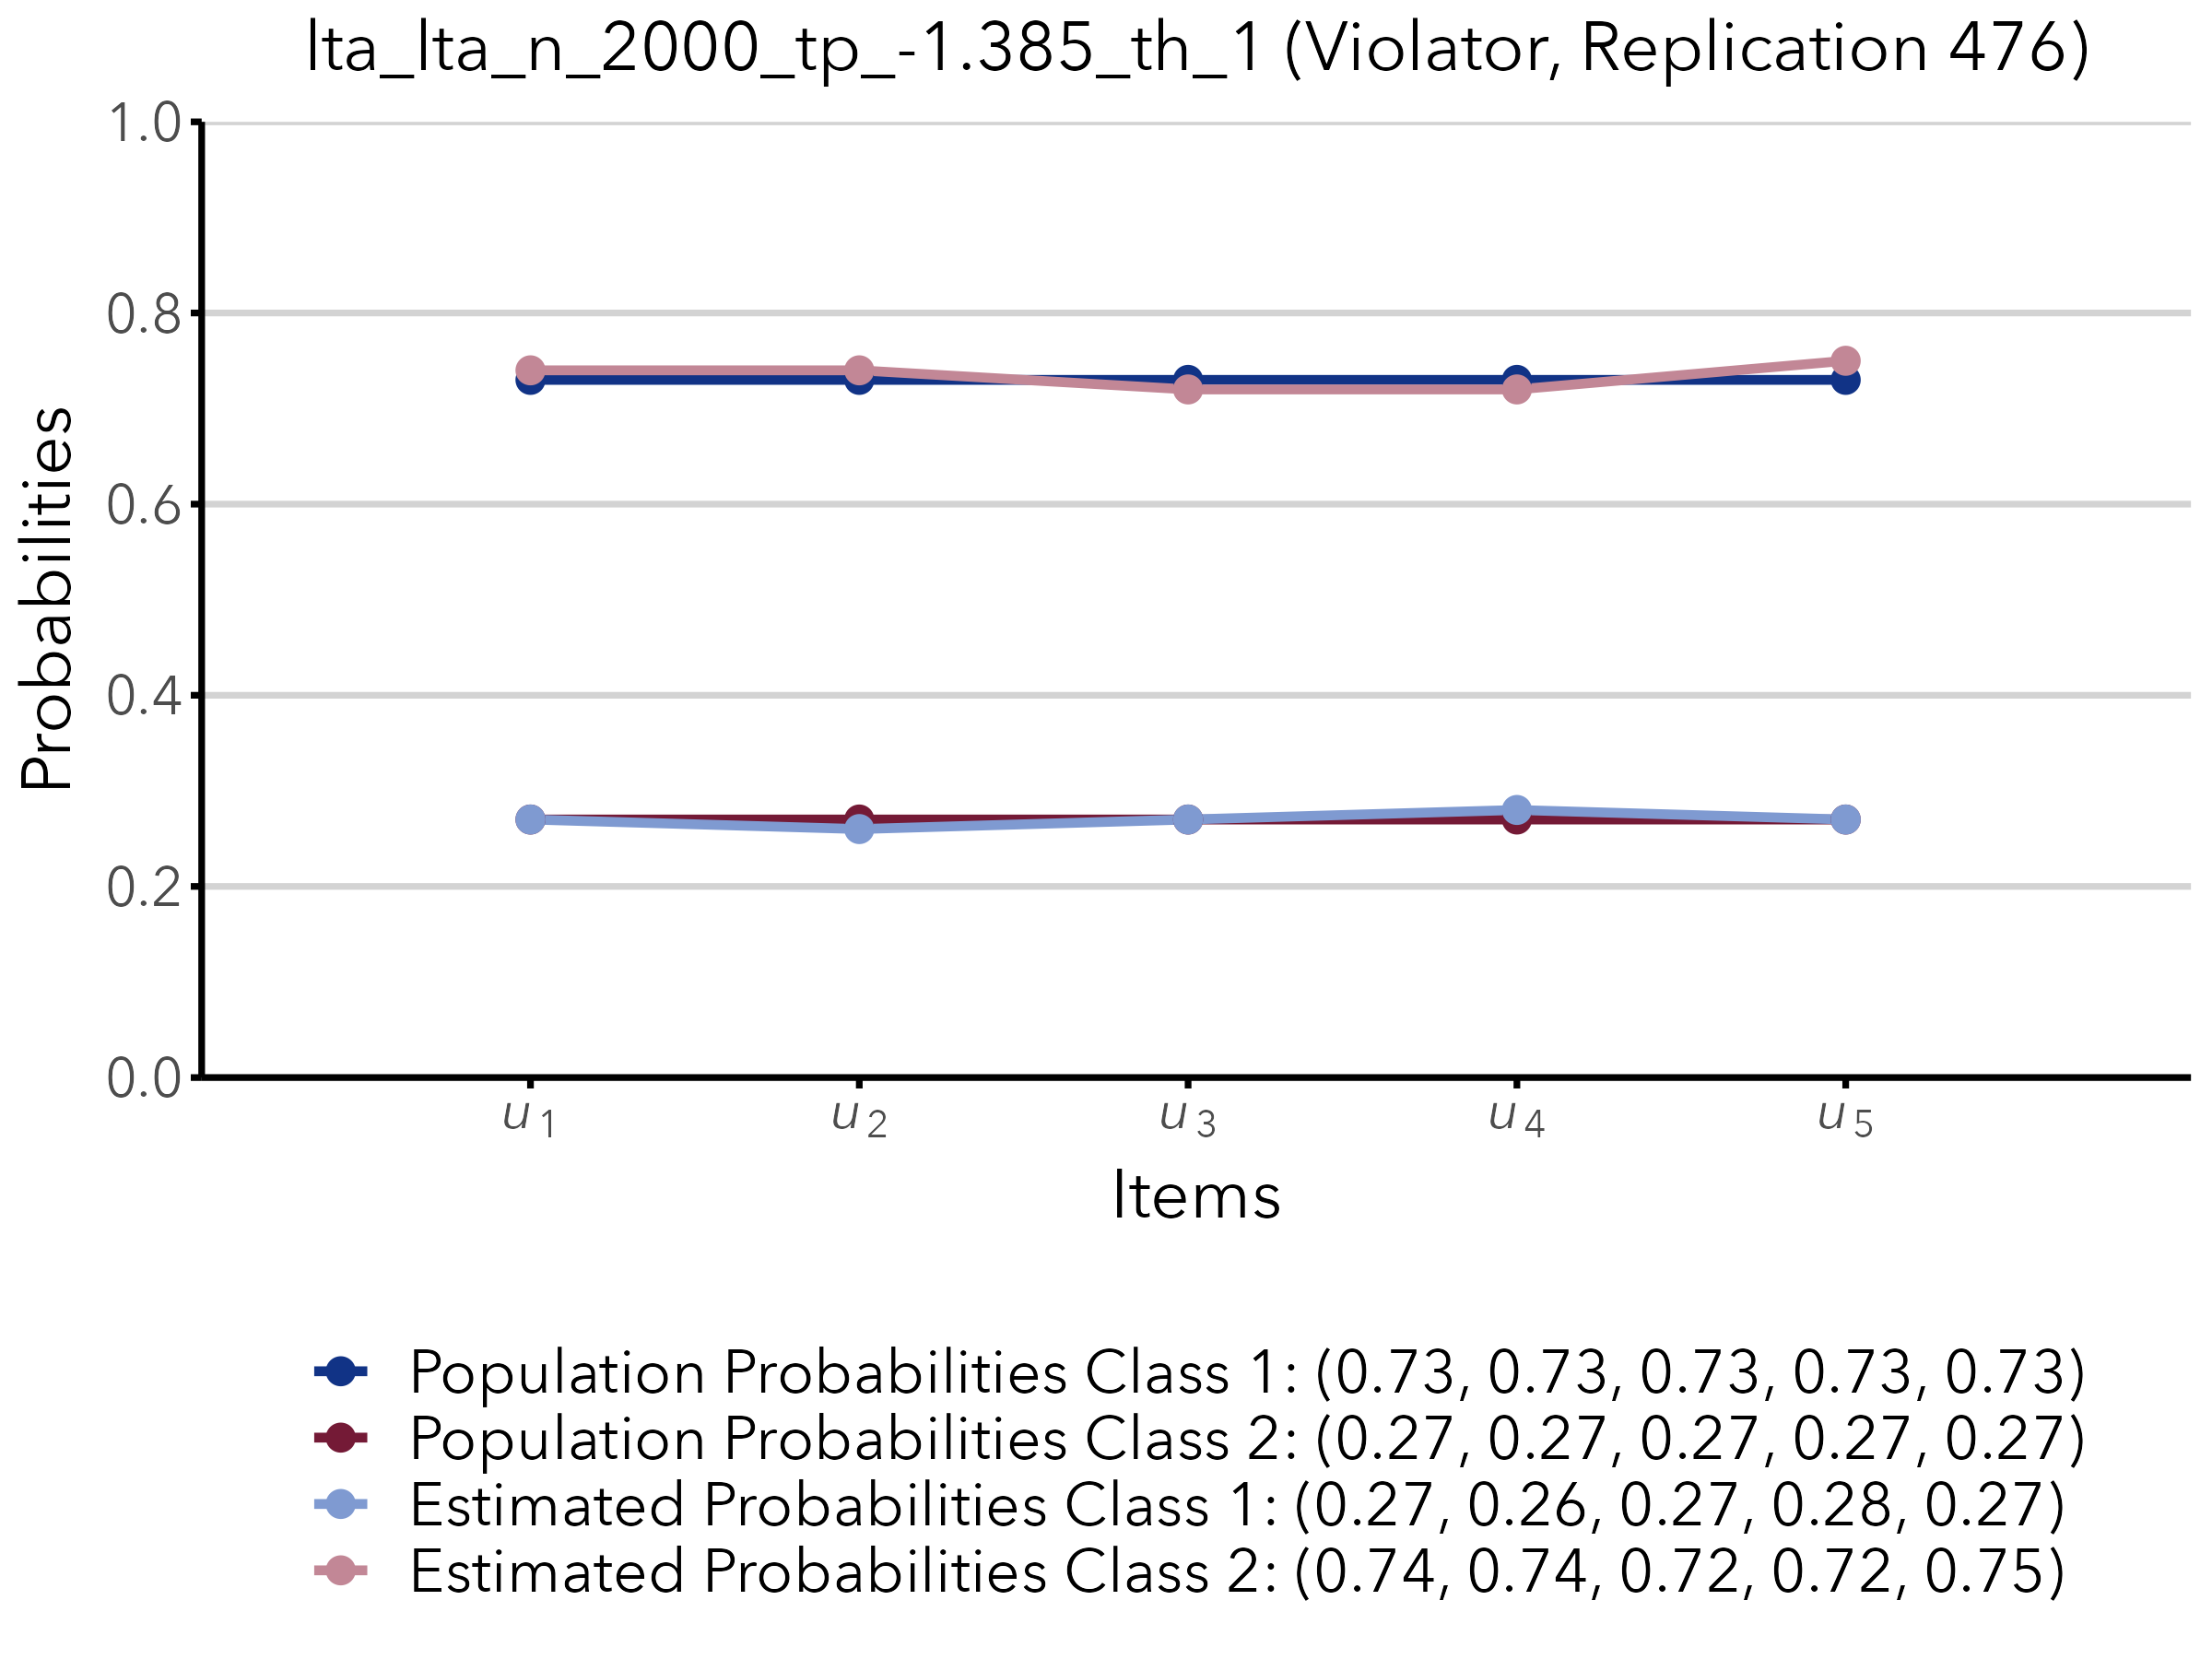 lta_lta_n_2000_tp_-1.385_th_1 (Violator, Replication 476)
1.0
0.8
0.6
0.4
0.2
0.0
Probabilities
u1 u2 u3 u4 u5
Items
Population Probabilities Class 1: (0.73, 0.73, 0.73, 0.73, 0.73)
Population Probabilities Class 2: (0.27, 0.27, 0.27, 0.27, 0.27)
Estimated Probabilities Class 1: (0.27, 0.26, 0.27, 0.28, 0.27)
Estimated Probabilities Class 2: (0.74, 0.74, 0.72, 0.72, 0.75)